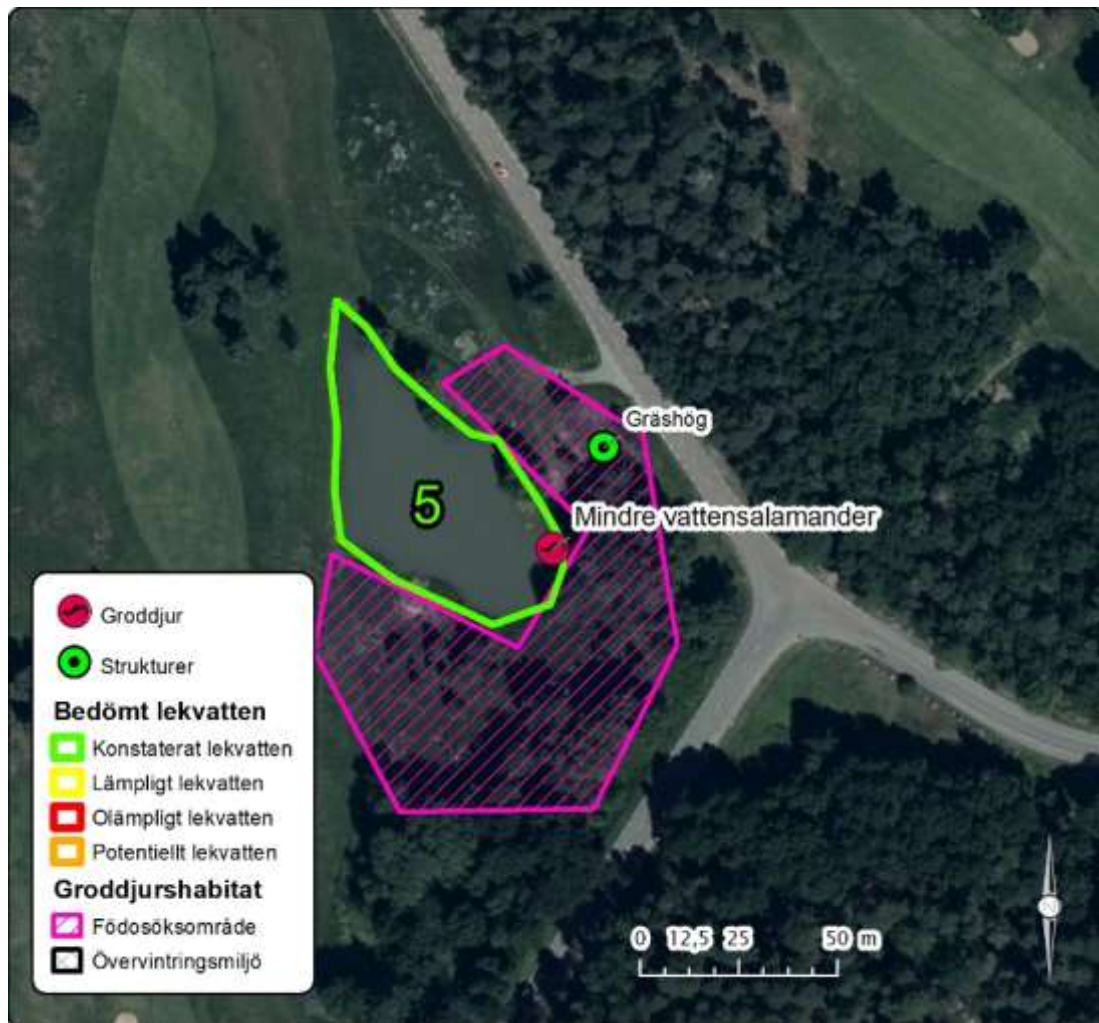 Gräshög
5
Mindre vattensalamander
Groddjur
Strukturer
Bedömt lekvatten
Konstaterat lekvatten
Lämpligt lekvatten
Olämpligt lekvatten
Potentiellt lekvatten
Groddjurshabitat
Födosöksområde
Övervintringsmiljö
0 12,5 25 50 m